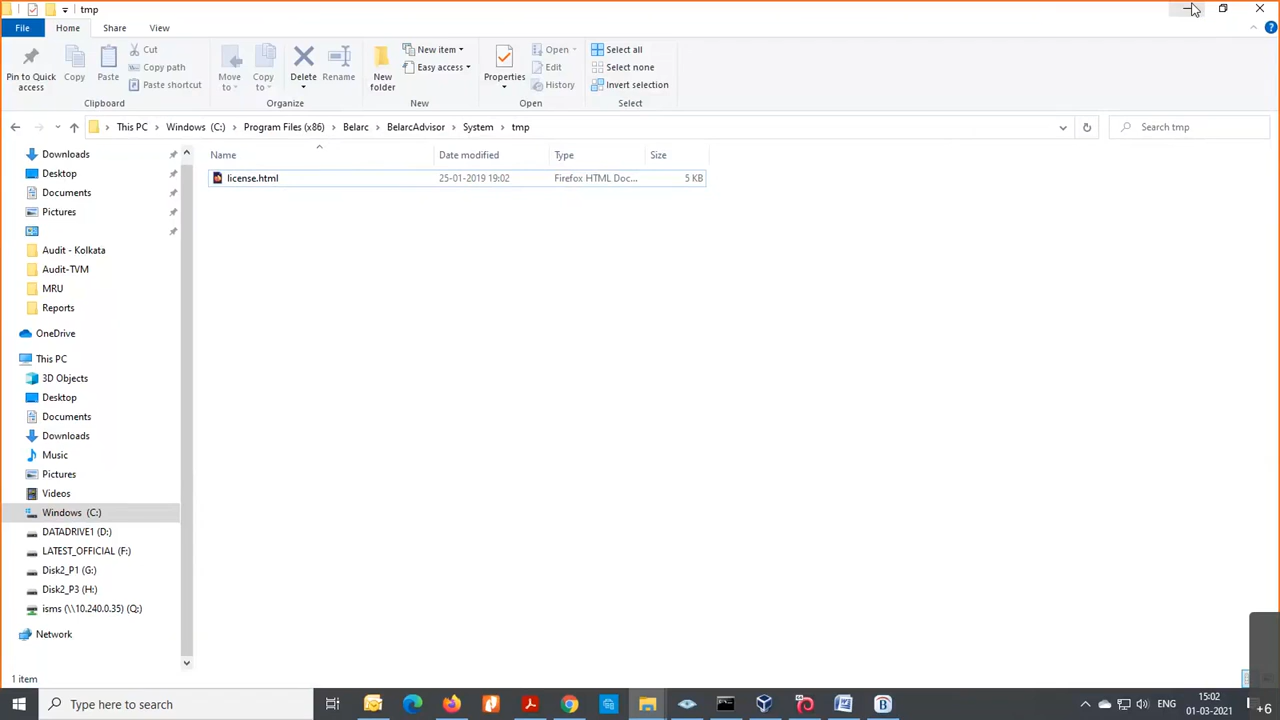 tmp
File Home Share View
Pin to Quick access
Copy
Paste
Cut
Copy path
Paste shortcut
Clipboard
Move to
Copy to
Delete
Rename
Organize
New folder
New item
Easy access
New
Properties
Open
Edit
History
Open
Select all
Select none
Invert selection
Select
This PC > Windows (C:) > Program Files (x86) > Belarc > BelarcAdvisor > System > tmp
Search tmp
Name Date modified Type Size
license.html 25-01-2019 19:02 Firefox HTML Doc... 5 KB
Downloads
Desktop
Documents
Pictures
Audit - Kolkata
Audit-TVM
MRU
Reports
OneDrive
This PC
3D Objects
Desktop
Documents
Downloads
Music
Pictures
Videos
Windows (C:)
DATADRIVE1 (D:)
LATEST_OFFICIAL (F:)
Disk2_P1 (G:)
Disk2_P3 (H:)
isms (\\10.240.0.35) (Q:)
Network
1 item
Type here to search
ENG
15:02
01-03-2021
+6